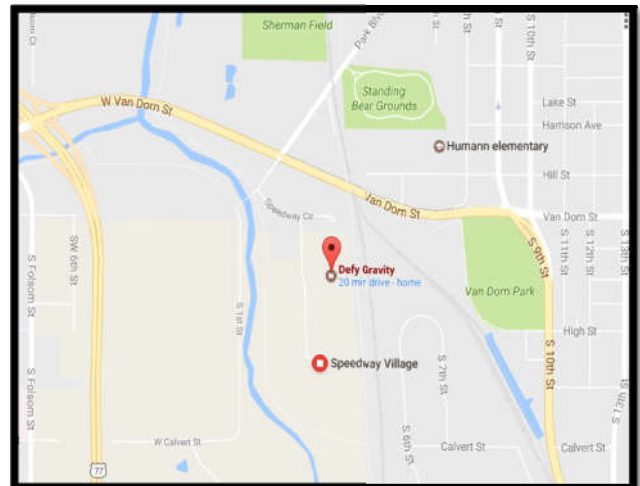 Sherman Field
Park Blvd
S 10th St
Standing
Bear Grounds
W Van Dorn St
Lake St
Harrison Ave
Humann elementary
Hill St
Van Dorn St
Speedway Cir
Van Dorn St
S 9th St
S 11th St
S 12th St
S 13th St
SW 6th St
S Folsom St
Defy Gravity
20 min drive - home
Van Dorn Park
S 1st St
High St
Speedway Village
S 7th St
S 10th St
S Folsom St
S 6th St
S 13th St
W Calvert St
Calvert St
Calvert St
77